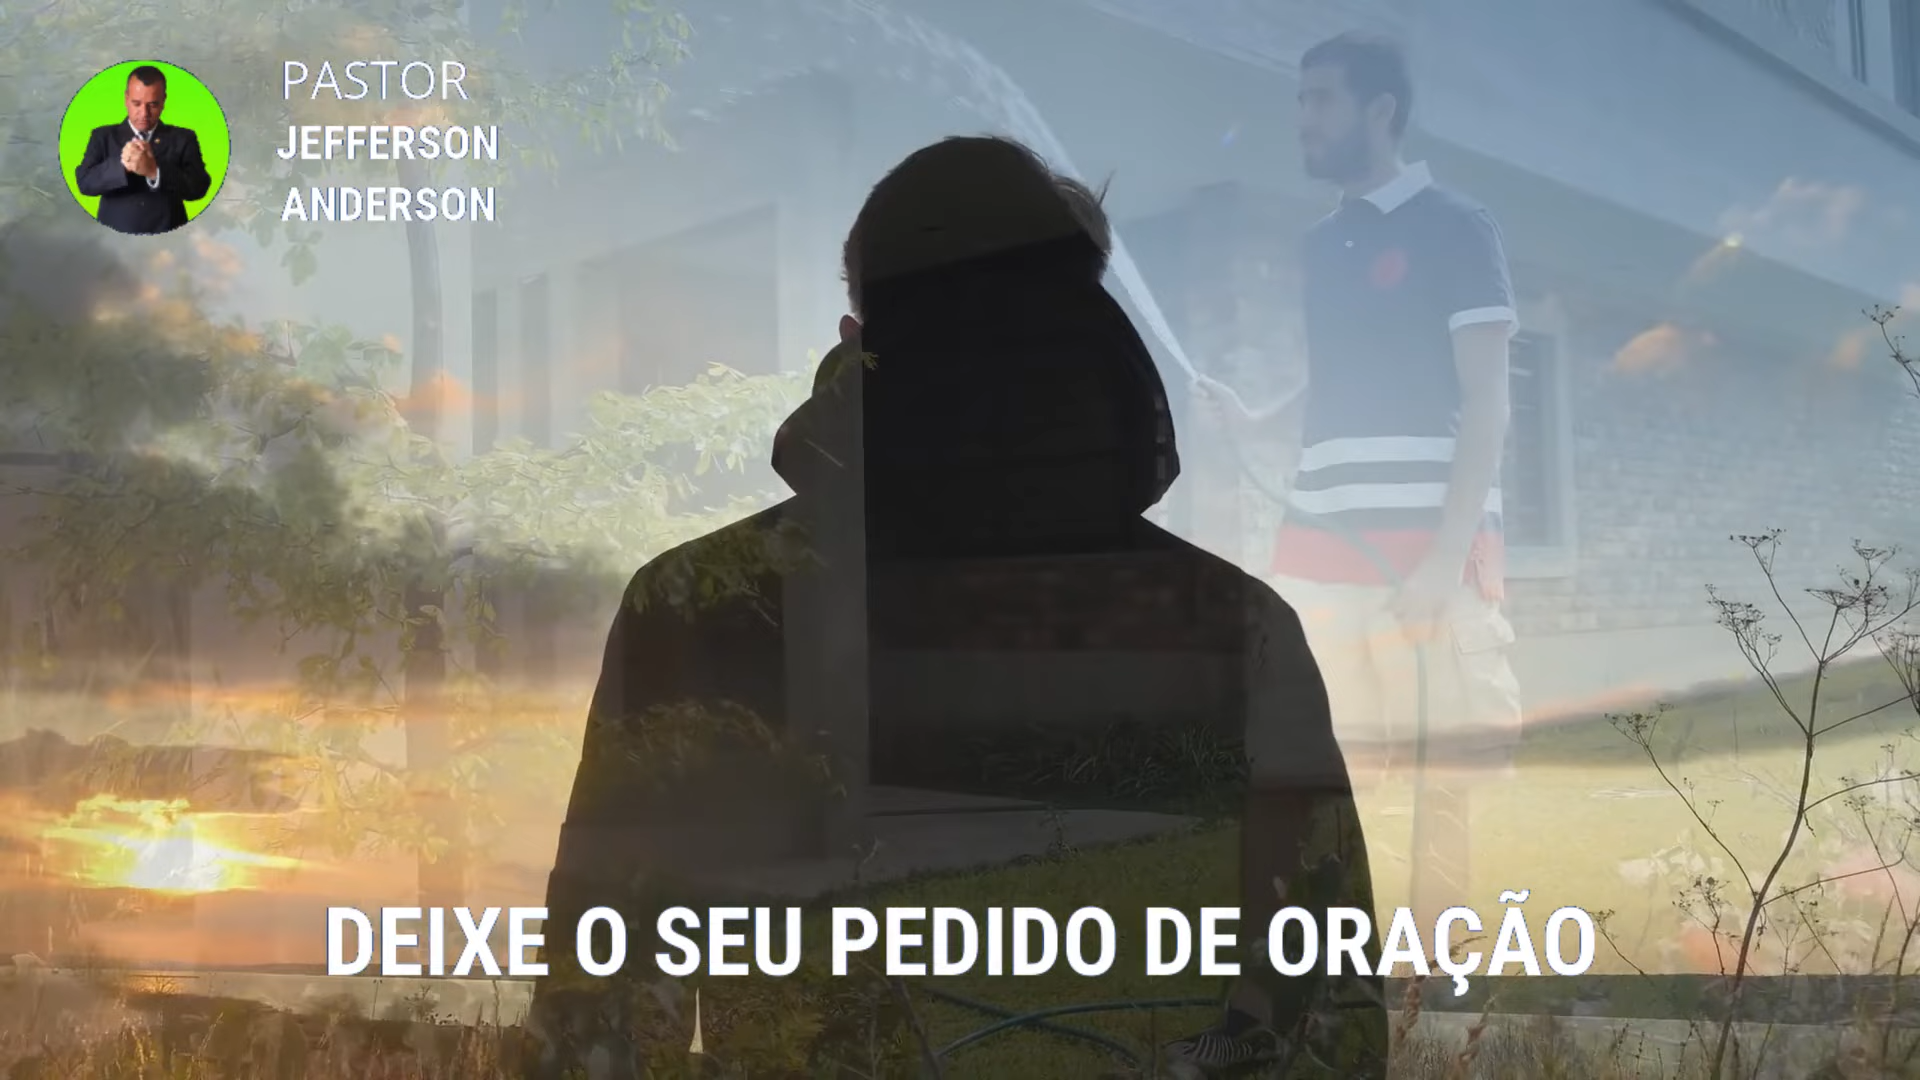 PASTOR
JEFFERSON
ANDERSON
DEIXE O SEU PEDIDO DE ORAÇÃO